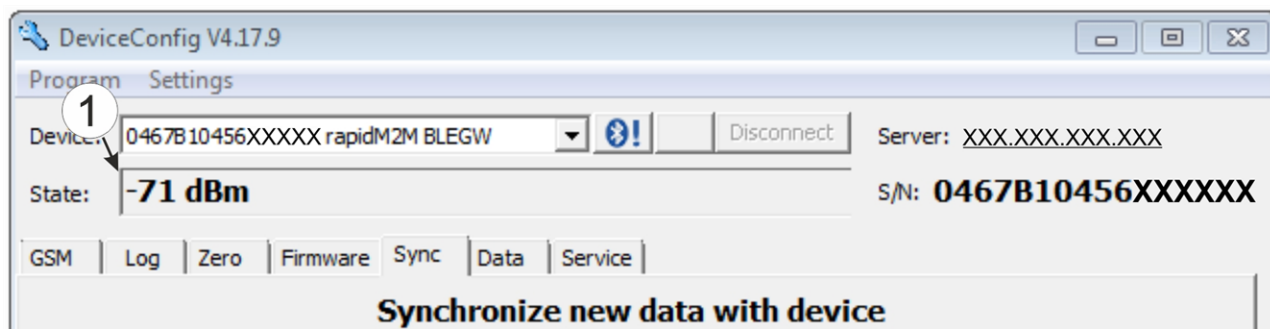 DeviceConfig V4.17.9
Program Settings
1
Device: 0467B10456XXXXX rapidM2M BLEGW Disconnect Server: XXX.XXX.XXX.XXX
State: -71 dBm S/N: 0467B10456XXXXXX
GSM Log Zero Firmware Sync Data Service
Synchronize new data with device